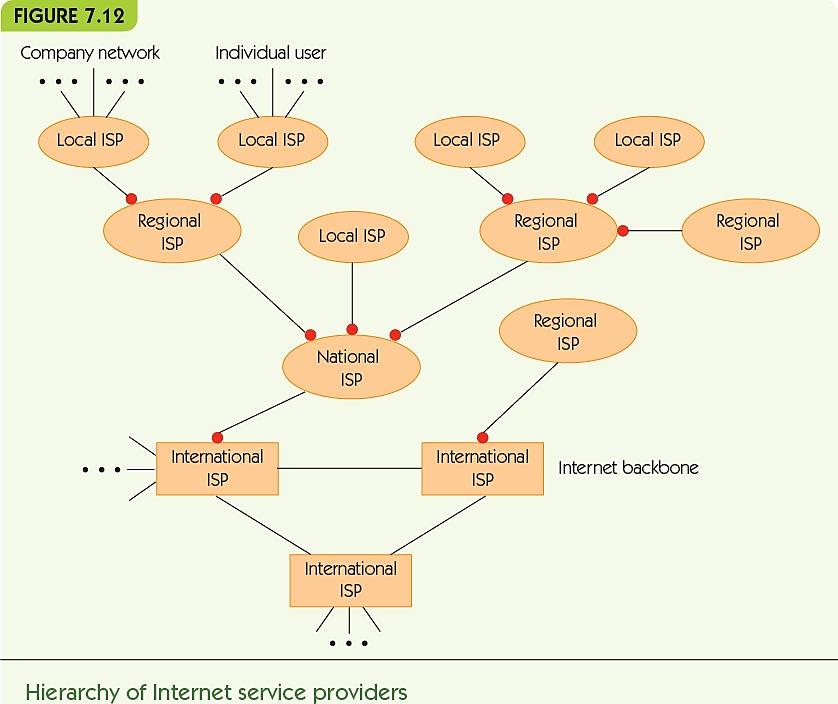 FIGURE 7.12
Company network
Individual user
Local ISP
Local ISP
Local ISP
Local ISP
Regional
ISP
Local ISP
Regional
ISP
Regional
ISP
Regional
ISP
National
ISP
International
ISP
International
ISP
Internet backbone
International
ISP
Hierarchy of Internet service providers